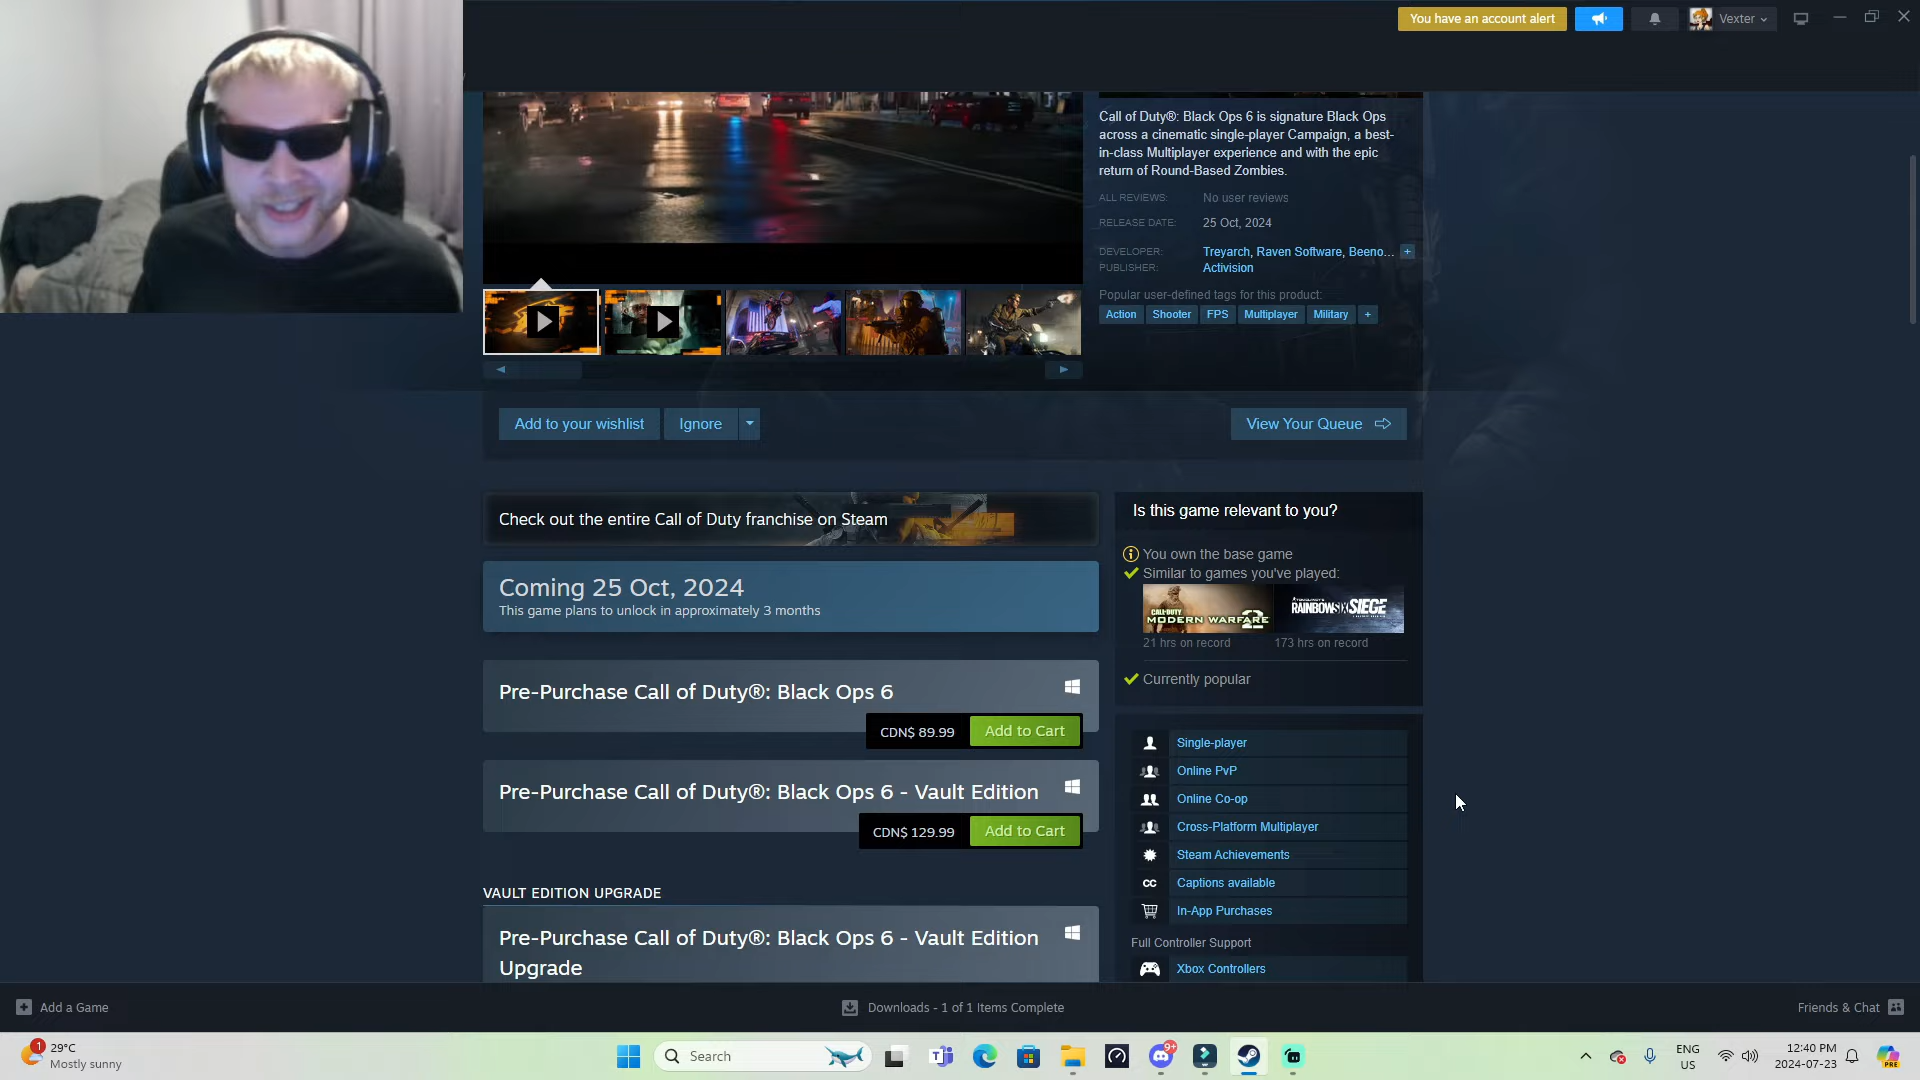 You have an account alert
Vexter
Call of Duty®: Black Ops 6 is signature Black Ops
across a cinematic single-player Campaign, a best-
in-class Multiplayer experience and with the epic
return of Round-Based Zombies.
ALL REVIEWS: No user reviews
RELEASE DATE: 25 Oct, 2024
DEVELOPER: Treyarch, Raven Software, Beeno... +
PUBLISHER: Activision
Popular user-defined tags for this product:
Action Shooter FPS Multiplayer Military +
Add to your wishlist Ignore View Your Queue
Check out the entire Call of Duty franchise on Steam
Coming 25 Oct, 2024
This game plans to unlock in approximately 3 months
Pre-Purchase Call of Duty®: Black Ops 6
CDN$ 89.99 Add to Cart
Pre-Purchase Call of Duty®: Black Ops 6 - Vault Edition
CDN$ 129.99 Add to Cart
VAULT EDITION UPGRADE
Pre-Purchase Call of Duty®: Black Ops 6 - Vault Edition
Upgrade
Is this game relevant to you?
You own the base game
Similar to games you've played:
CALL OF DUTY
MODERN WARFARE 2
RAINBOW SIX SIEGE
21 hrs on record 173 hrs on record
Currently popular
Single-player
Online PvP
Online Co-op
Cross-Platform Multiplayer
Steam Achievements
CC Captions available
In-App Purchases
Full Controller Support
Xbox Controllers
Add a Game Downloads - 1 of 1 Items Complete Friends & Chat
1
29°C
Mostly sunny
Search
9+
ENG
US
12:40 PM
2024-07-23
PRE